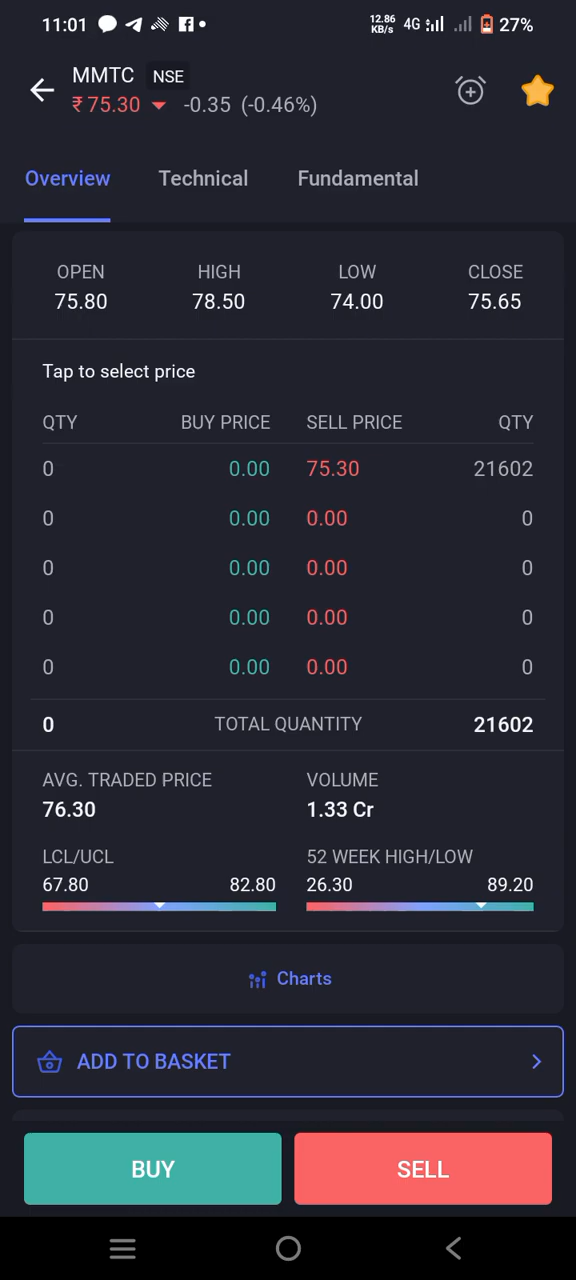 11:01 12.86 KB/s 4G 27%
MMTC NSE
₹ 75.30 -0.35 (-0.46%)
Overview Technical Fundamental
OPEN HIGH LOW CLOSE
75.80 78.50 74.00 75.65
Tap to select price
QTY BUY PRICE SELL PRICE QTY
0 0.00 75.30 21602
0 0.00 0.00 0
0 0.00 0.00 0
0 0.00 0.00 0
0 0.00 0.00 0
0 TOTAL QUANTITY 21602
AVG. TRADED PRICE VOLUME
76.30 1.33 Cr
LCL/UCL 52 WEEK HIGH/LOW
67.80 82.80 26.30 89.20
Charts
ADD TO BASKET
BUY SELL